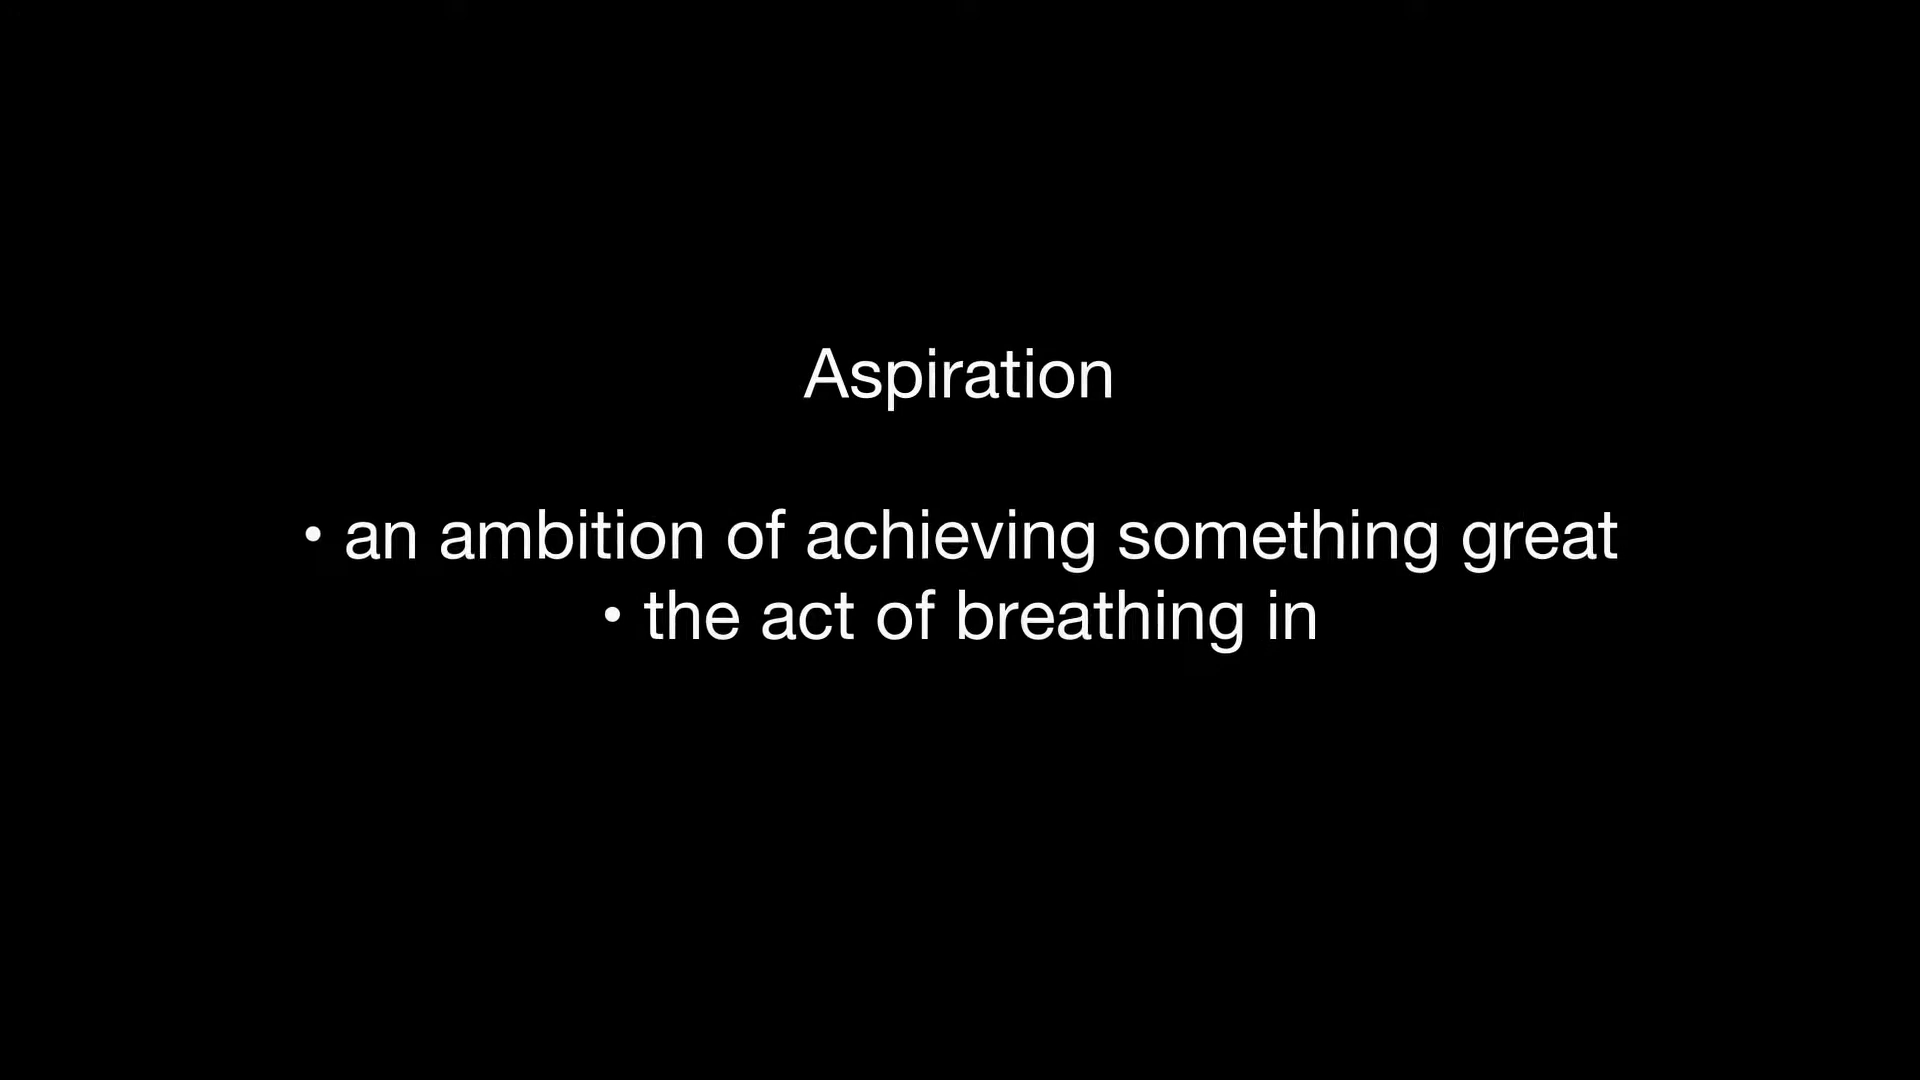 Aspiration
• an ambition of achieving something great
• the act of breathing in